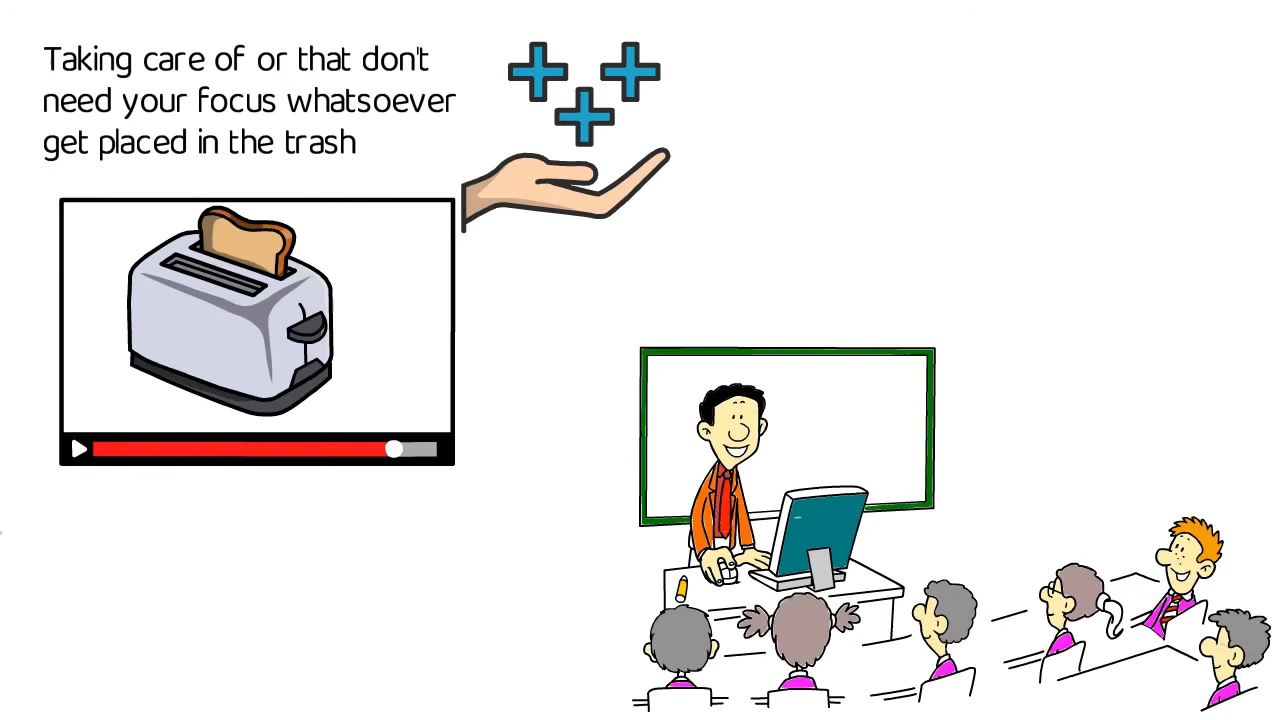 Taking care of or that don't
need your focus whatsoever
get placed in the trash